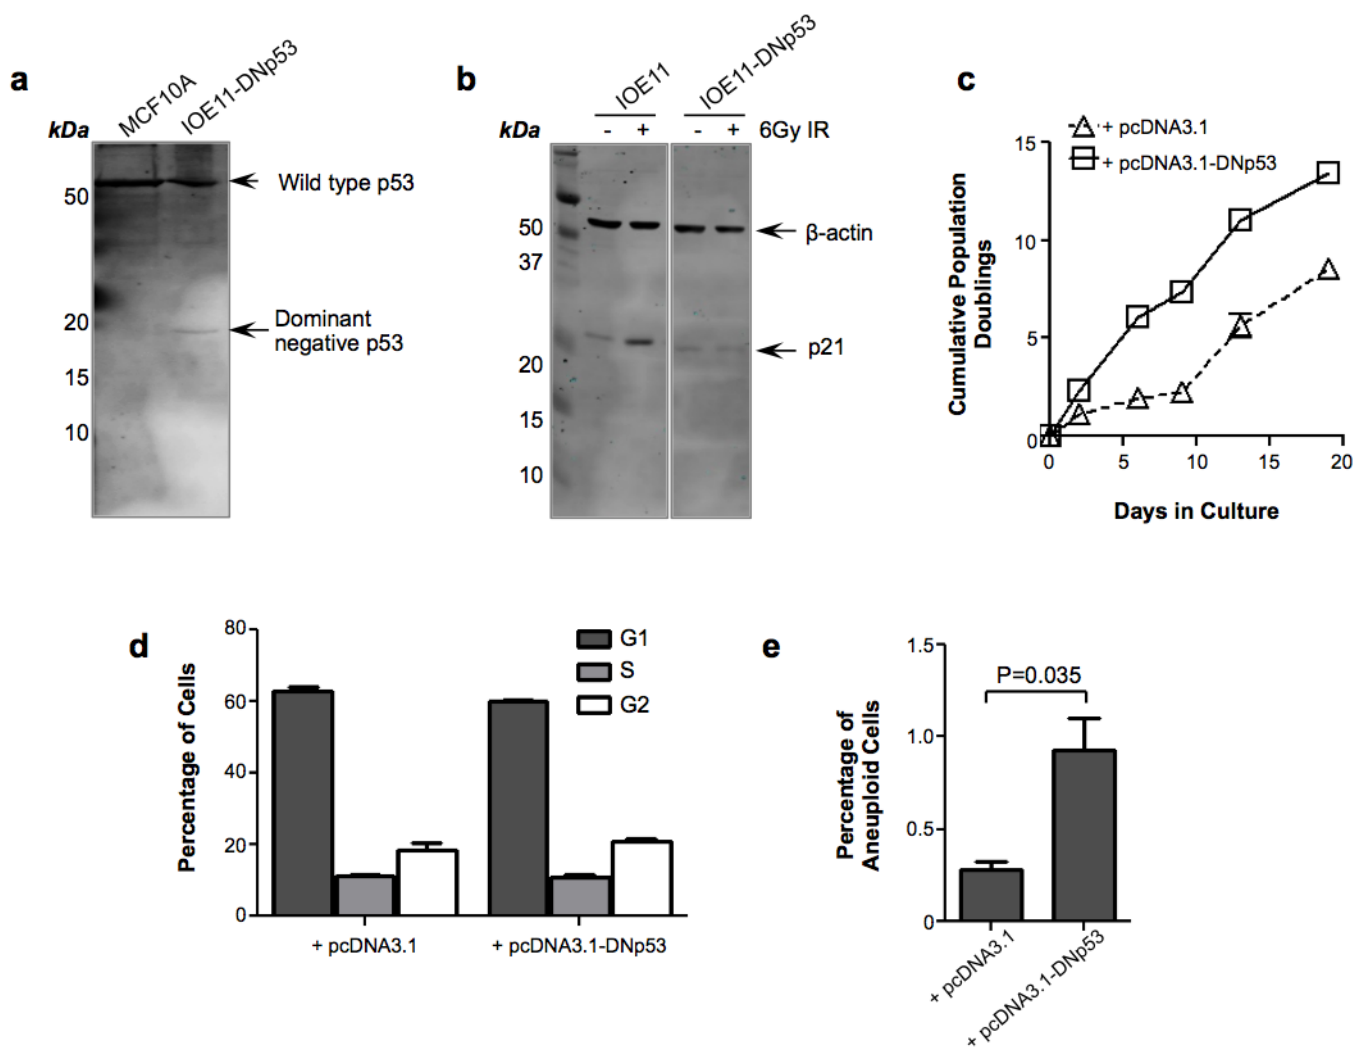 a
MCF10A
IOE11-DNp53
kDa
50
20
15
10
Wild type p53
Dominant
negative p53
b
IOE11
IOE11-DNp53
kDa
- + - + 6Gy IR
50
37
20
15
10
β-actin
p21
c
+ pcDNA3.1
+ pcDNA3.1-DNp53
Cumulative Population
Doublings
15
10
5
0
0 5 10 15 20
Days in Culture
d
Percentage of Cells
80
60
40
20
0
G1
S
G2
+ pcDNA3.1 + pcDNA3.1-DNp53
e
Percentage of
Aneuploid Cells
1.5
1.0
0.5
0
P=0.035
+ pcDNA3.1
+ pcDNA3.1-DNp53